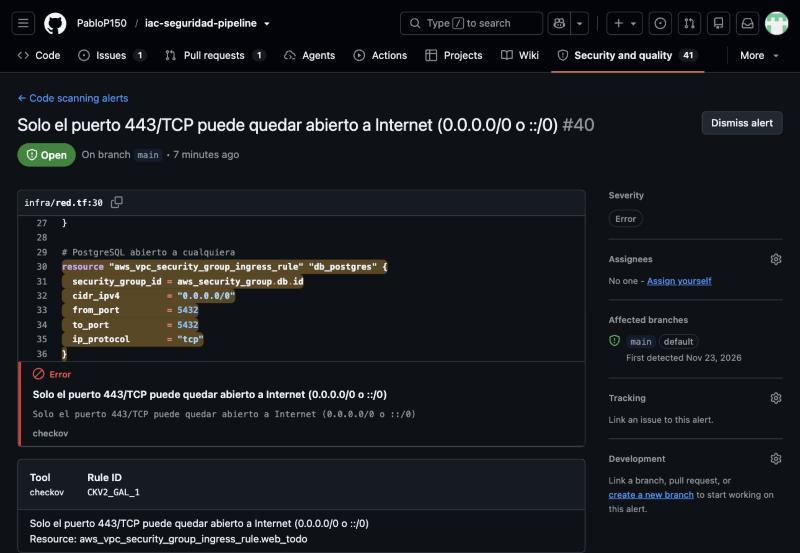 PabloP150 / iac-seguridad-pipeline
Type / to search
Code
Issues 1
Pull requests 1
Agents
Actions
Projects
Wiki
Security and quality 41
More
← Code scanning alerts
Solo el puerto 443/TCP puede quedar abierto a Internet (0.0.0.0/0 o ::/0) #40
Dismiss alert
Open On branch main • 7 minutes ago
infra/red.tf:30
27 }
28
29 # PostgreSQL abierto a cualquiera
30 resource "aws_vpc_security_group_ingress_rule" "db_postgres" {
31 security_group_id = aws_security_group.db.id
32 cidr_ipv4 = "0.0.0.0/0"
33 from_port = 5432
34 to_port = 5432
35 ip_protocol = "tcp"
36 }
Error
Solo el puerto 443/TCP puede quedar abierto a Internet (0.0.0.0/0 o ::/0)
Solo el puerto 443/TCP puede quedar abierto a Internet (0.0.0.0/0 o ::/0)
checkov
Tool Rule ID
checkov CKV2_GAL_1
Solo el puerto 443/TCP puede quedar abierto a Internet (0.0.0.0/0 o ::/0)
Resource: aws_vpc_security_group_ingress_rule.web_todo
Severity
Error
Assignees
No one - Assign yourself
Affected branches
main default
First detected Nov 23, 2026
Tracking
Link an issue to this alert.
Development
Link a branch, pull request, or
create a new branch to start working on
this alert.